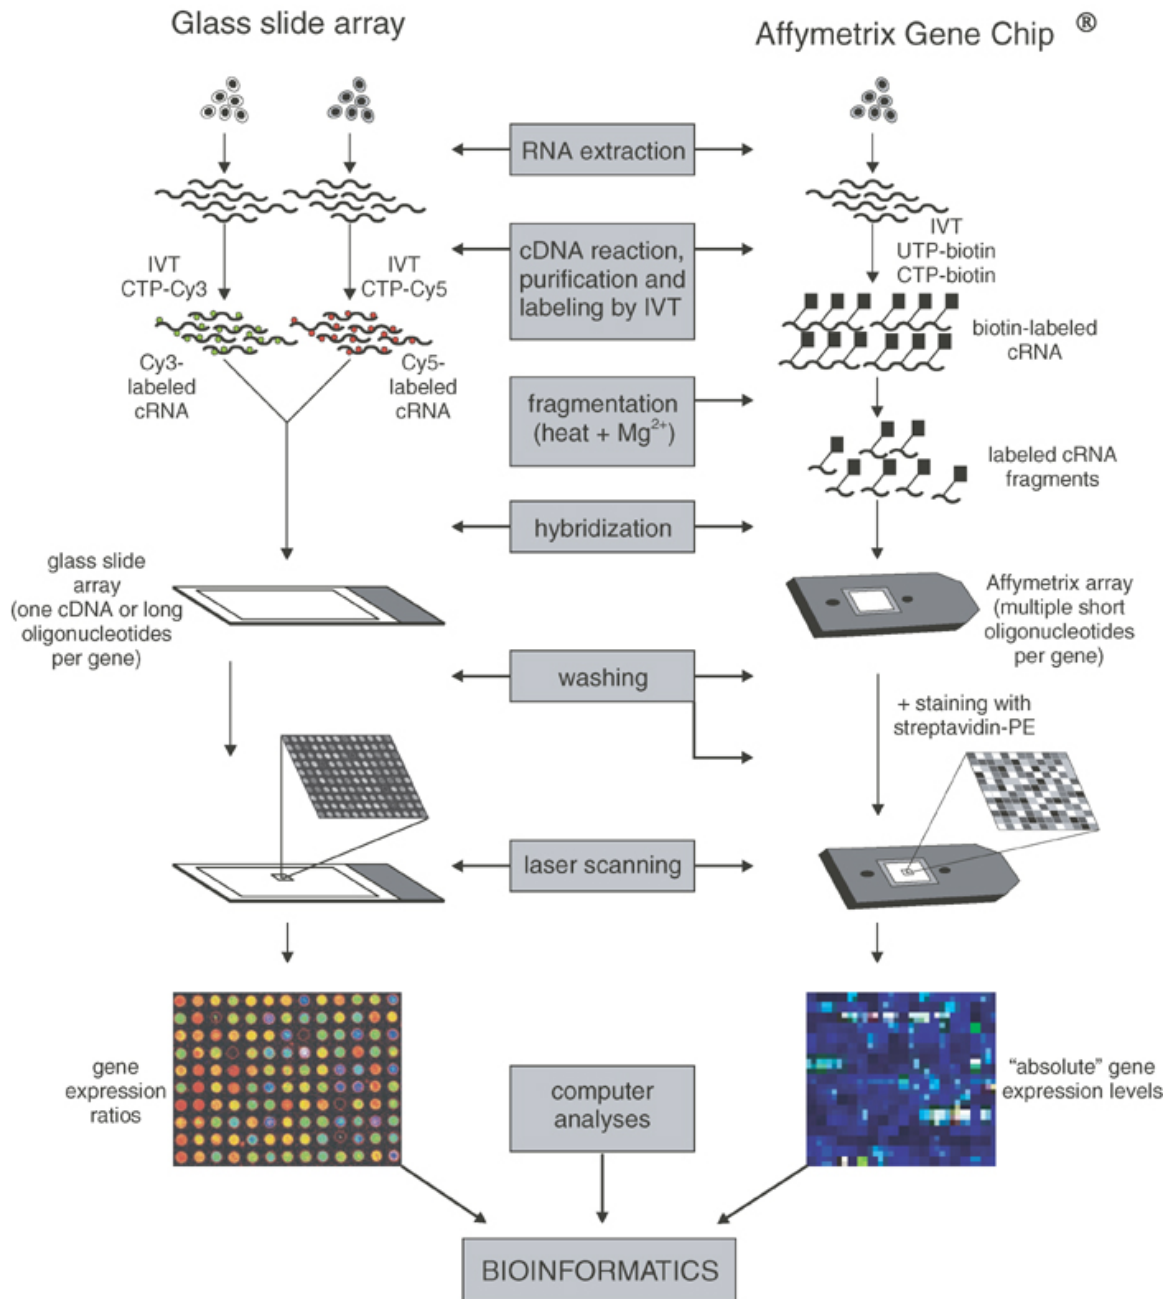 Glass slide array
Affymetrix Gene Chip ®
RNA extraction
IVT
CTP-Cy3
IVT
CTP-Cy5
cDNA reaction,
purification and
labeling by IVT
IVT
UTP-biotin
CTP-biotin
Cy3-
labeled
cRNA
Cy5-
labeled
cRNA
biotin-labeled
cRNA
fragmentation
(heat + Mg²⁺)
labeled cRNA
fragments
hybridization
glass slide
array
(one cDNA or long
oligonucleotides
per gene)
Affymetrix array
(multiple short
oligonucleotides
per gene)
washing
+ staining with
streptavidin-PE
laser scanning
gene
expression
ratios
computer
analyses
“absolute” gene
expression levels
BIOINFORMATICS